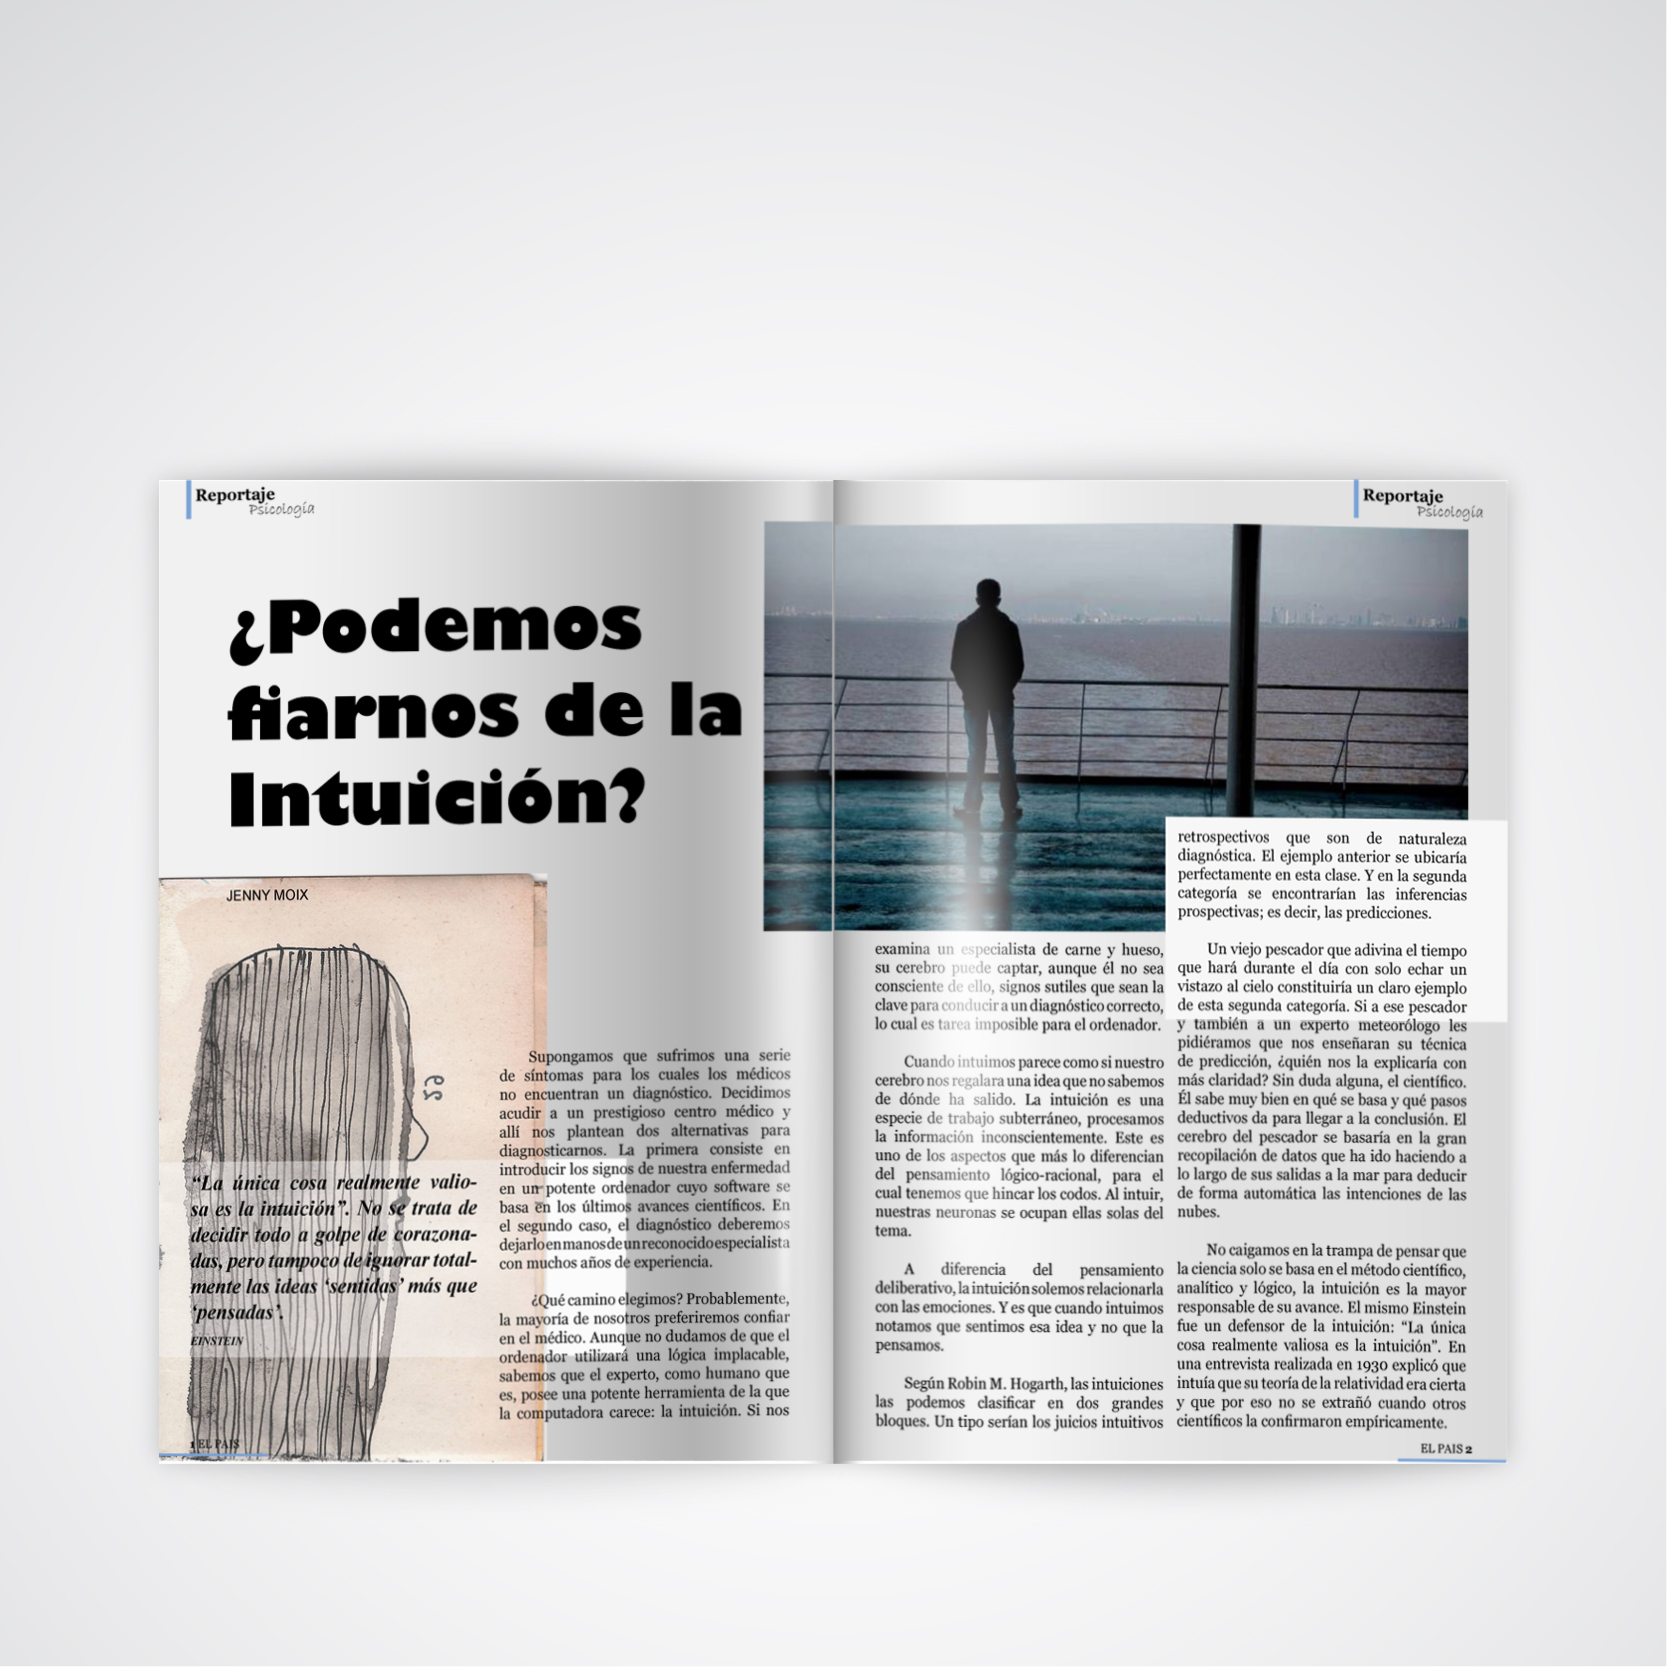 Reportaje
Psicología
¿Podemos
fiarnos de la
Intuición?
JENNY MOIX
“La única cosa realmente valio-
sa es la intuición”. No se trata de
decidir todo a golpe de corazona-
das, pero tampoco de ignorar total-
mente las ideas ‘sentidas’ más que
‘pensadas’.
EINSTEIN
1 EL PAIS
Supongamos que sufrimos una serie
de síntomas para los cuales los médicos
no encuentran un diagnóstico. Decidimos
acudir a un prestigioso centro médico y
allí nos plantean dos alternativas para
diagnosticarnos. La primera consiste en
introducir los signos de nuestra enfermedad
en un potente ordenador cuyo software se
basa en los últimos avances científicos. En
el segundo caso, el diagnóstico deberemos
dejarlo en manos de un reconocido especialista
con muchos años de experiencia.
¿Qué camino elegimos? Probablemente,
la mayoría de nosotros preferiremos confiar
en el médico. Aunque no dudamos de que el
ordenador utilizará una lógica implacable,
sabemos que el experto, como humano que
es, posee una potente herramienta de la que
la computadora carece: la intuición. Si nos
Reportaje
Psicología
examina un especialista de carne y hueso,
su cerebro puede captar, aunque él no sea
consciente de ello, signos sutiles que sean la
clave para conducir a un diagnóstico correcto,
lo cual es tarea imposible para el ordenador.
Cuando intuimos parece como si nuestro
cerebro nos regalara una idea que no sabemos
de dónde ha salido. La intuición es una
especie de trabajo subterráneo, procesamos
la información inconscientemente. Este es
uno de los aspectos que más lo diferencian
del pensamiento lógico-racional, para el
cual tenemos que hincar los codos. Al intuir,
nuestras neuronas se ocupan ellas solas del
tema.
A diferencia del pensamiento
deliberativo, la intuición solemos relacionarla
con las emociones. Y es que cuando intuimos
notamos que sentimos esa idea y no que la
pensamos.
Según Robin M. Hogarth, las intuiciones
las podemos clasificar en dos grandes
bloques. Un tipo serían los juicios intuitivos
retrospectivos que son de naturaleza
diagnóstica. El ejemplo anterior se ubicaría
perfectamente en esta clase. Y en la segunda
categoría se encontrarían las inferencias
prospectivas; es decir, las predicciones.
Un viejo pescador que adivina el tiempo
que hará durante el día con solo echar un
vistazo al cielo constituiría un claro ejemplo
de esta segunda categoría. Si a ese pescador
y también a un experto meteorólogo les
pidiéramos que nos enseñaran su técnica
de predicción, ¿quién nos la explicaría con
más claridad? Sin duda alguna, el científico.
Él sabe muy bien en qué se basa y qué pasos
deductivos da para llegar a la conclusión. El
cerebro del pescador se basaría en la gran
recopilación de datos que ha ido haciendo a
lo largo de sus salidas a la mar para deducir
de forma automática las intenciones de las
nubes.
No caigamos en la trampa de pensar que
la ciencia solo se basa en el método científico,
analítico y lógico, la intuición es la mayor
responsable de su avance. El mismo Einstein
fue un defensor de la intuición: “La única
cosa realmente valiosa es la intuición”. En
una entrevista realizada en 1930 explicó que
intuía que su teoría de la relatividad era cierta
y que por eso no se extrañó cuando otros
científicos la confirmaron empíricamente.
EL PAIS 2